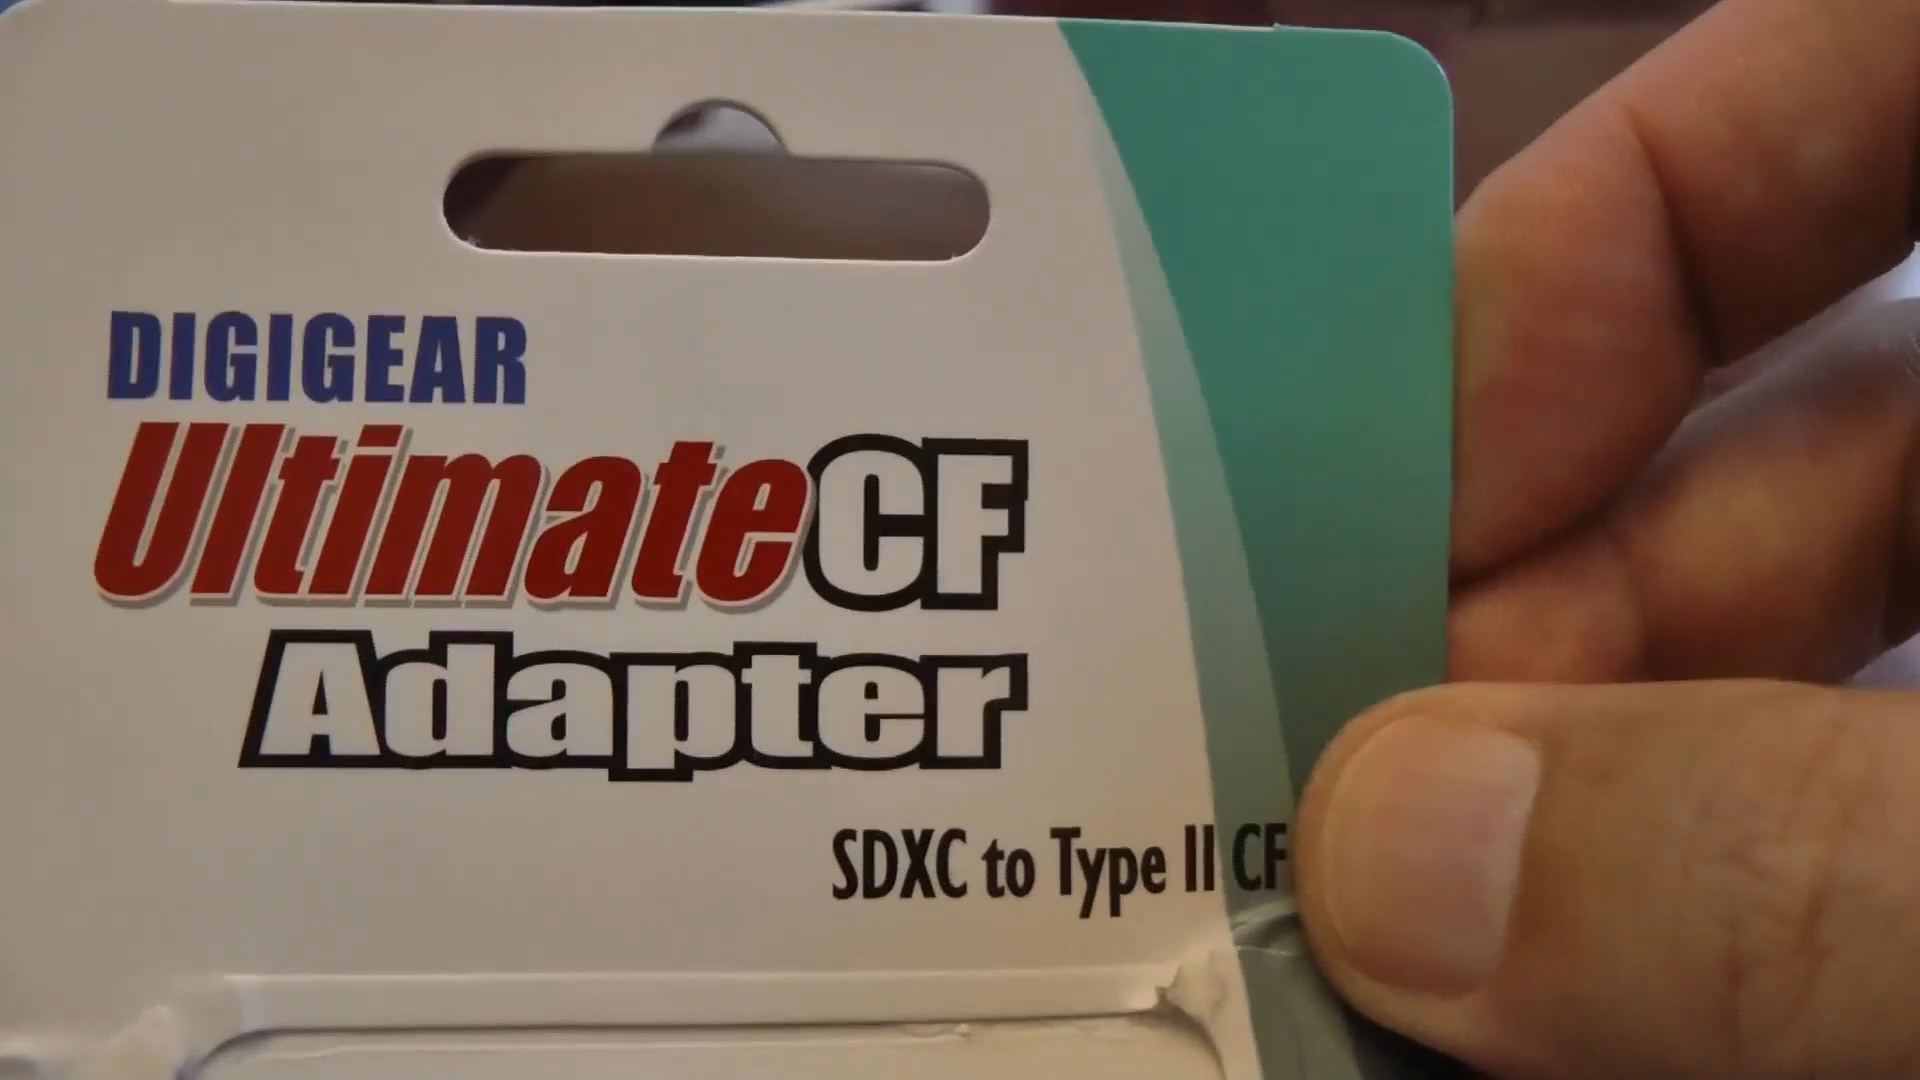 DIGIGEAR
UltimateCF
Adapter
SDXC to Type II CF